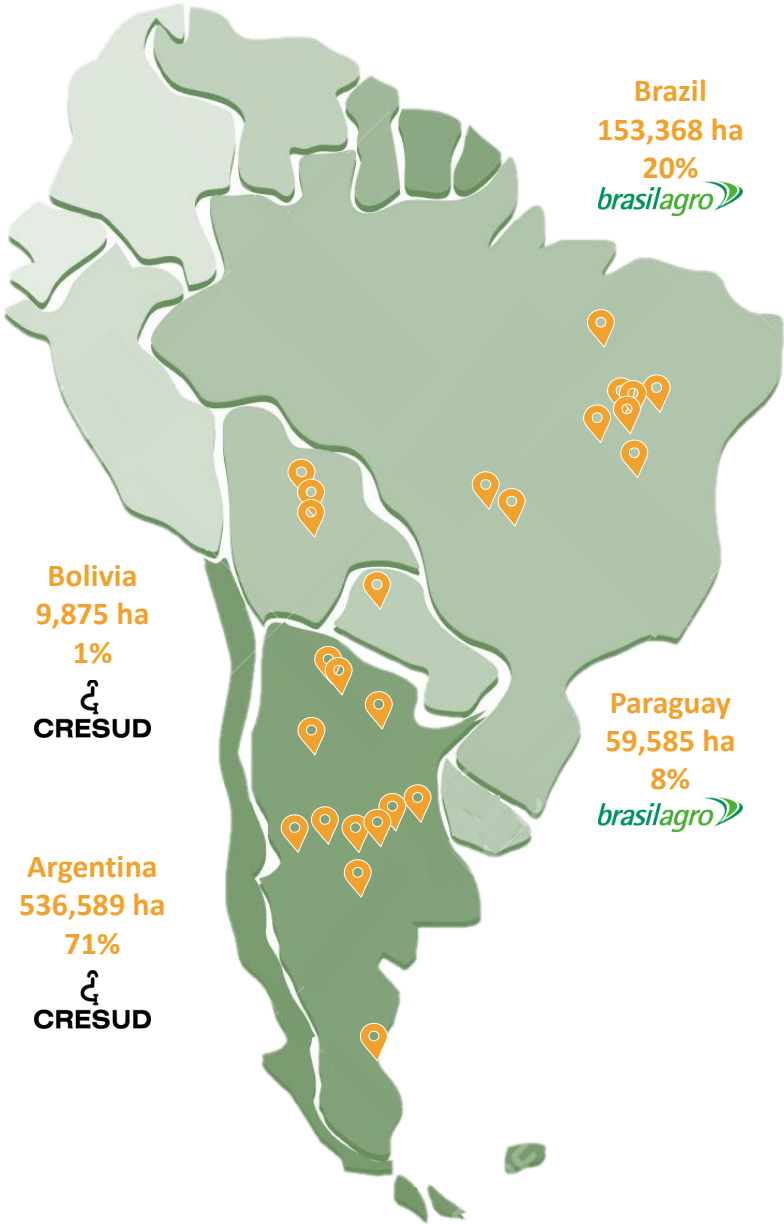 Brazil
153,368 ha
20%
brasilagro
Bolivia
9,875 ha
1%
CRESUD
Paraguay
59,585 ha
8%
brasilagro
Argentina
536,589 ha
71%
CRESUD